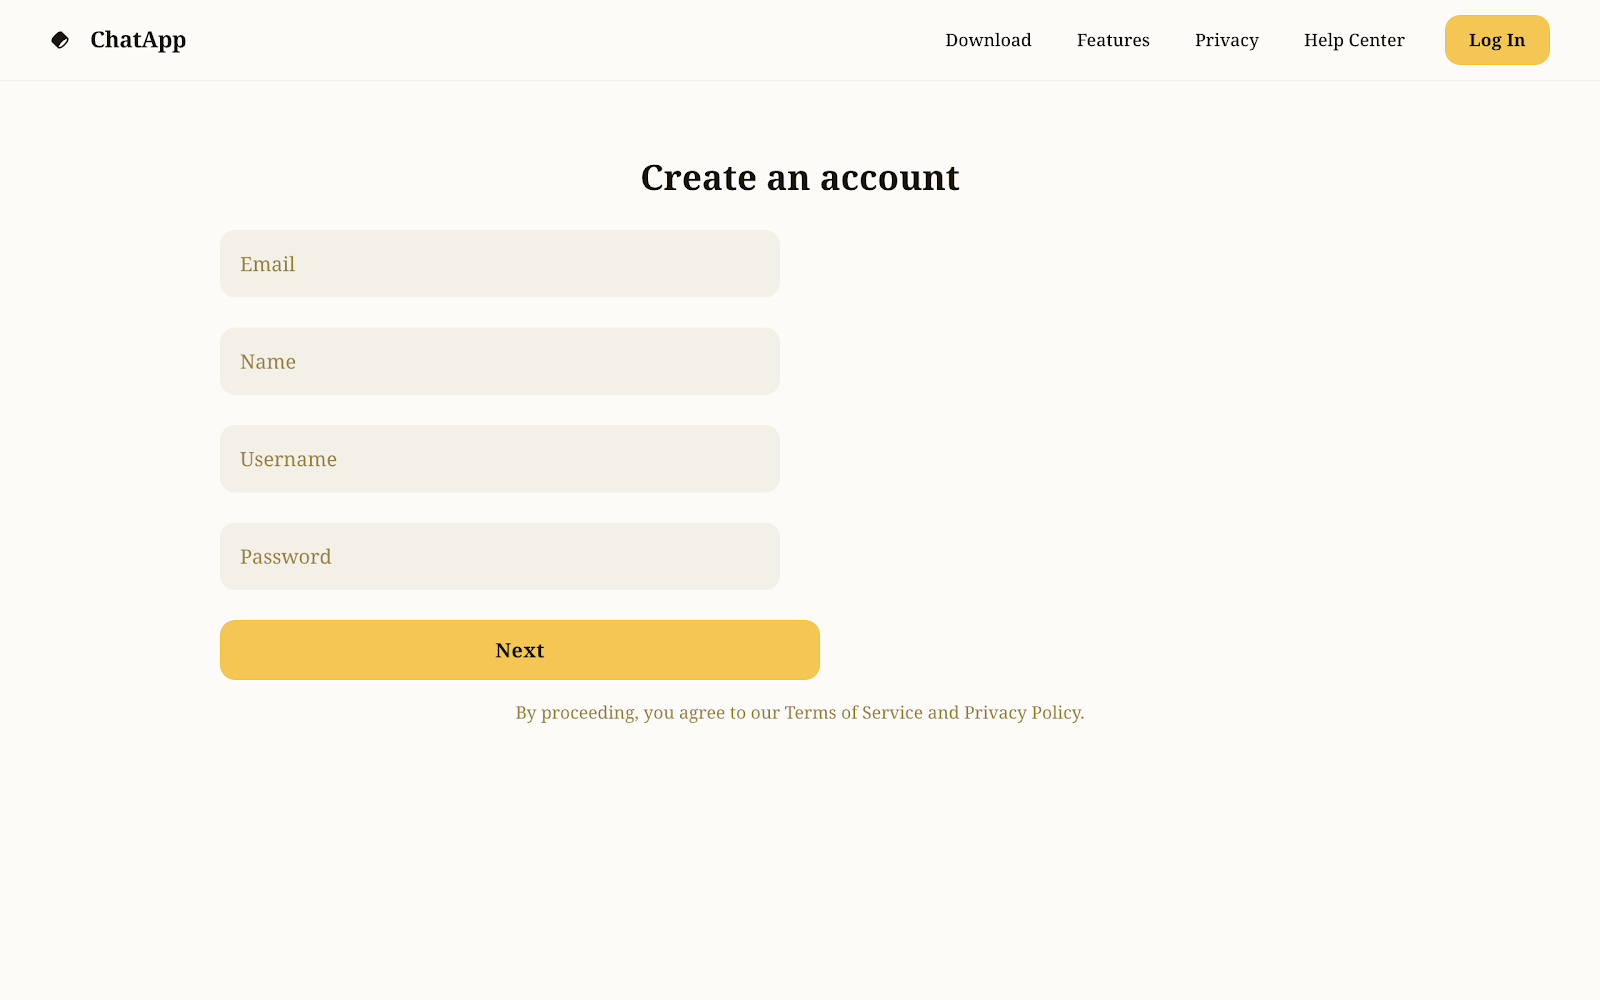 ChatApp
Download
Features
Privacy
Help Center
Log In
Create an account
Email
Name
Username
Password
Next
By proceeding, you agree to our Terms of Service and Privacy Policy.